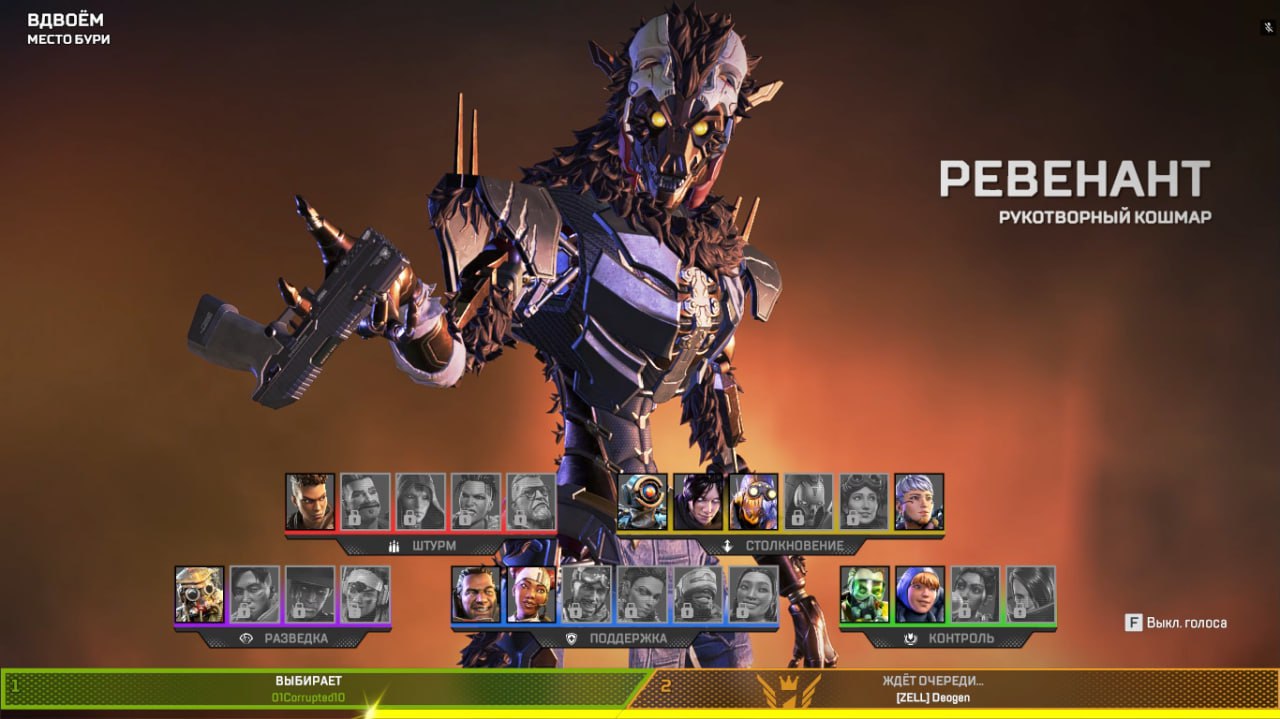 ВДВОЁМ
МЕСТО БУРИ
РЕВЕНАНТ
РУКОТВОРНЫЙ КОШМАР
ШТУРМ
СТОЛКНОВЕНИЕ
РАЗВЕДКА
ПОДДЕРЖКА
КОНТРОЛЬ
F Выкл. голоса
1
ВЫБИРАЕТ
01Corrupted10
2
ЖДЁТ ОЧЕРЕДИ...
[ZELL] Deogen